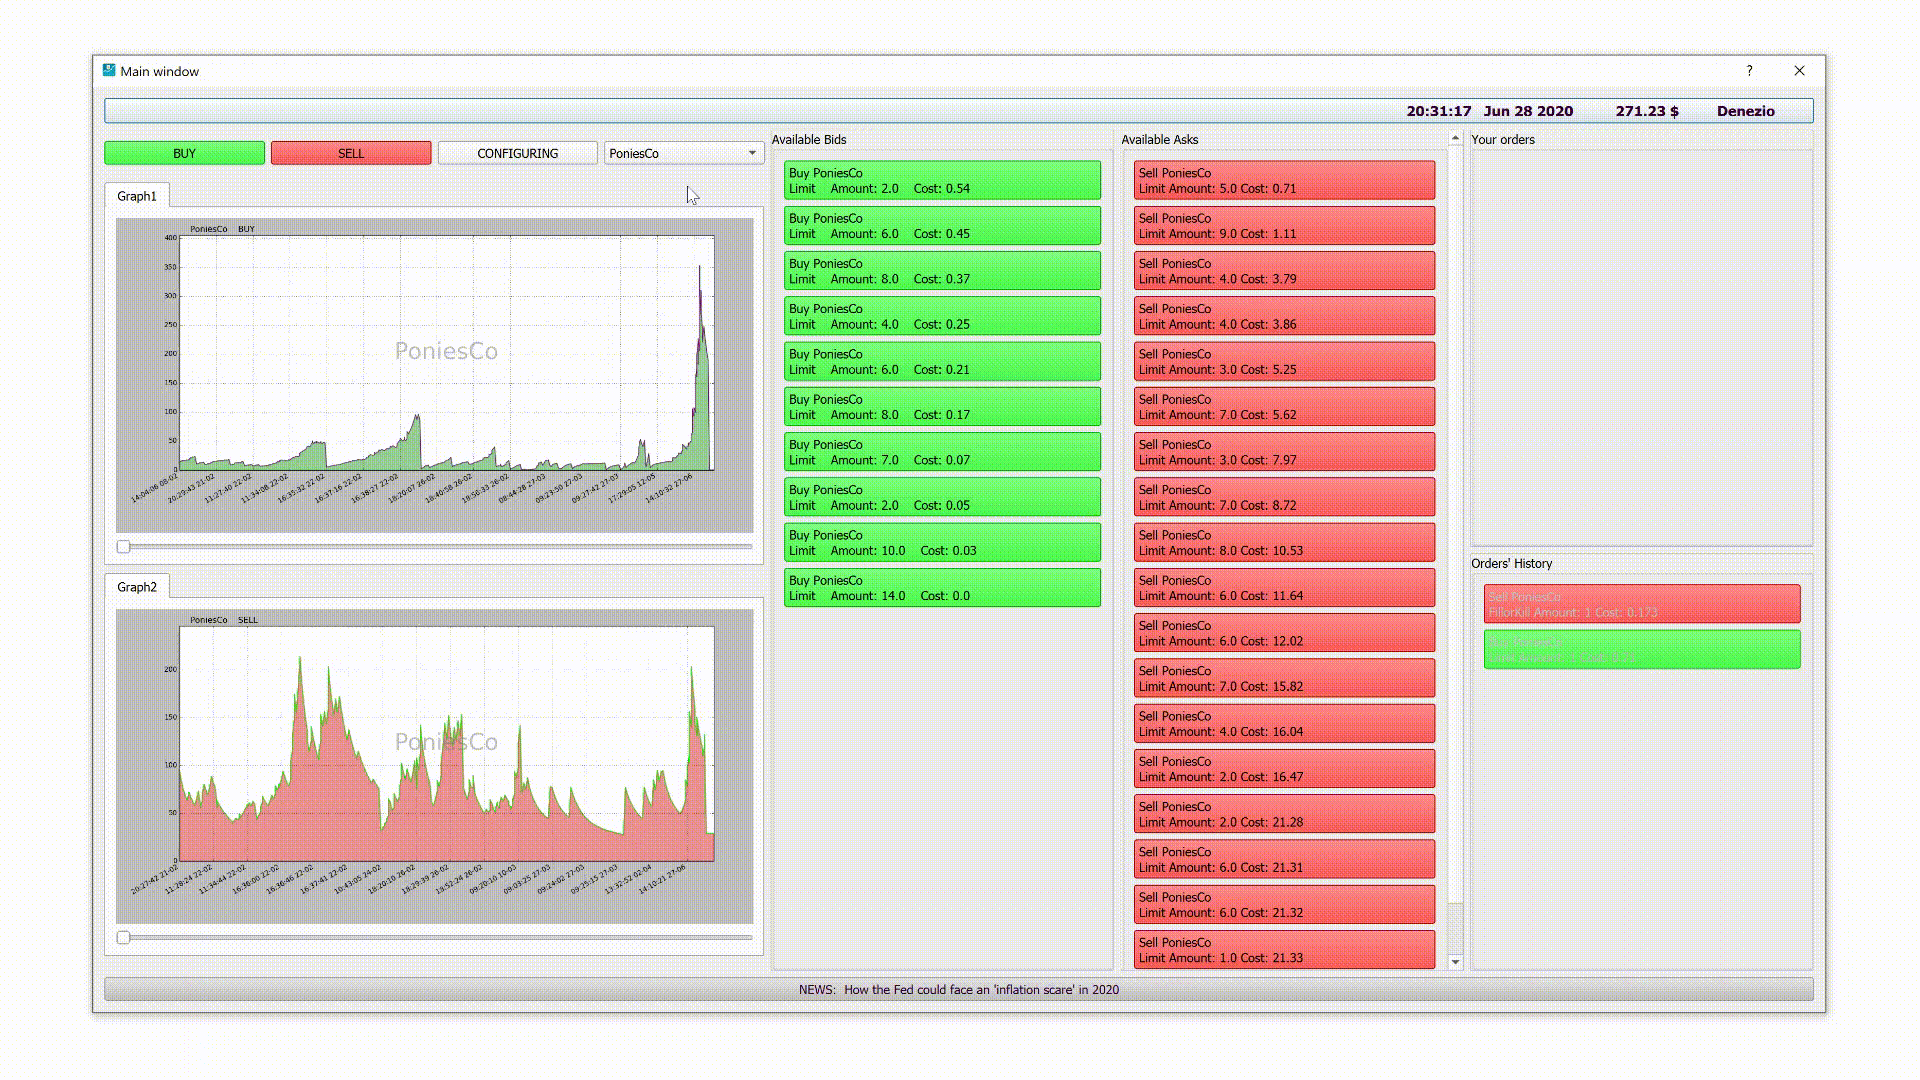 Main window
?
20:31:17 Jun 28 2020 271.23 $ Denezio
BUY SELL CONFIGURING PoniesCo
Graph1
PoniesCo BUY
400
350
300
250
200
150
100
50
0
PoniesCo
14:04:06 08-02
20:29:43 21-02
11:27:40 22-02
11:34:08 22-02
16:35:32 22-02
16:37:16 22-02
16:38:27 22-02
18:20:07 26-02
18:40:58 26-02
18:50:33 26-02
08:44:28 27-03
09:23:50 27-03
09:27:42 27-03
17:29:05 12-05
14:10:32 27-06
Graph2
PoniesCo SELL
200
150
100
50
0
PoniesCo
20:27:42 21-02
11:28:24 22-02
11:34:44 22-02
16:36:00 22-02
16:36:46 22-02
16:37:41 22-02
10:43:05 24-02
18:20:10 26-02
18:29:39 26-02
18:52:24 26-02
09:20:10 10-03
09:03:25 27-03
09:24:02 27-03
09:25:15 27-03
13:32:52 02-04
14:10:21 27-06
Available Bids
Buy PoniesCo
Limit Amount: 2.0 Cost: 0.54
Buy PoniesCo
Limit Amount: 6.0 Cost: 0.45
Buy PoniesCo
Limit Amount: 8.0 Cost: 0.37
Buy PoniesCo
Limit Amount: 4.0 Cost: 0.25
Buy PoniesCo
Limit Amount: 6.0 Cost: 0.21
Buy PoniesCo
Limit Amount: 8.0 Cost: 0.17
Buy PoniesCo
Limit Amount: 7.0 Cost: 0.07
Buy PoniesCo
Limit Amount: 2.0 Cost: 0.05
Buy PoniesCo
Limit Amount: 10.0 Cost: 0.03
Buy PoniesCo
Limit Amount: 14.0 Cost: 0.0
Available Asks
Sell PoniesCo
Limit Amount: 5.0 Cost: 0.71
Sell PoniesCo
Limit Amount: 9.0 Cost: 1.11
Sell PoniesCo
Limit Amount: 4.0 Cost: 3.79
Sell PoniesCo
Limit Amount: 4.0 Cost: 3.86
Sell PoniesCo
Limit Amount: 3.0 Cost: 5.25
Sell PoniesCo
Limit Amount: 7.0 Cost: 5.62
Sell PoniesCo
Limit Amount: 3.0 Cost: 7.97
Sell PoniesCo
Limit Amount: 7.0 Cost: 8.72
Sell PoniesCo
Limit Amount: 8.0 Cost: 10.53
Sell PoniesCo
Limit Amount: 6.0 Cost: 11.64
Sell PoniesCo
Limit Amount: 6.0 Cost: 12.02
Sell PoniesCo
Limit Amount: 7.0 Cost: 15.82
Sell PoniesCo
Limit Amount: 4.0 Cost: 16.04
Sell PoniesCo
Limit Amount: 2.0 Cost: 16.47
Sell PoniesCo
Limit Amount: 2.0 Cost: 21.28
Sell PoniesCo
Limit Amount: 6.0 Cost: 21.31
Sell PoniesCo
Limit Amount: 6.0 Cost: 21.32
Sell PoniesCo
Limit Amount: 1.0 Cost: 21.33
Your orders
Orders' History
Sell PoniesCo
FillorKill Amount: 1 Cost: 0.173
NEWS: How the Fed could face an 'inflation scare' in 2020